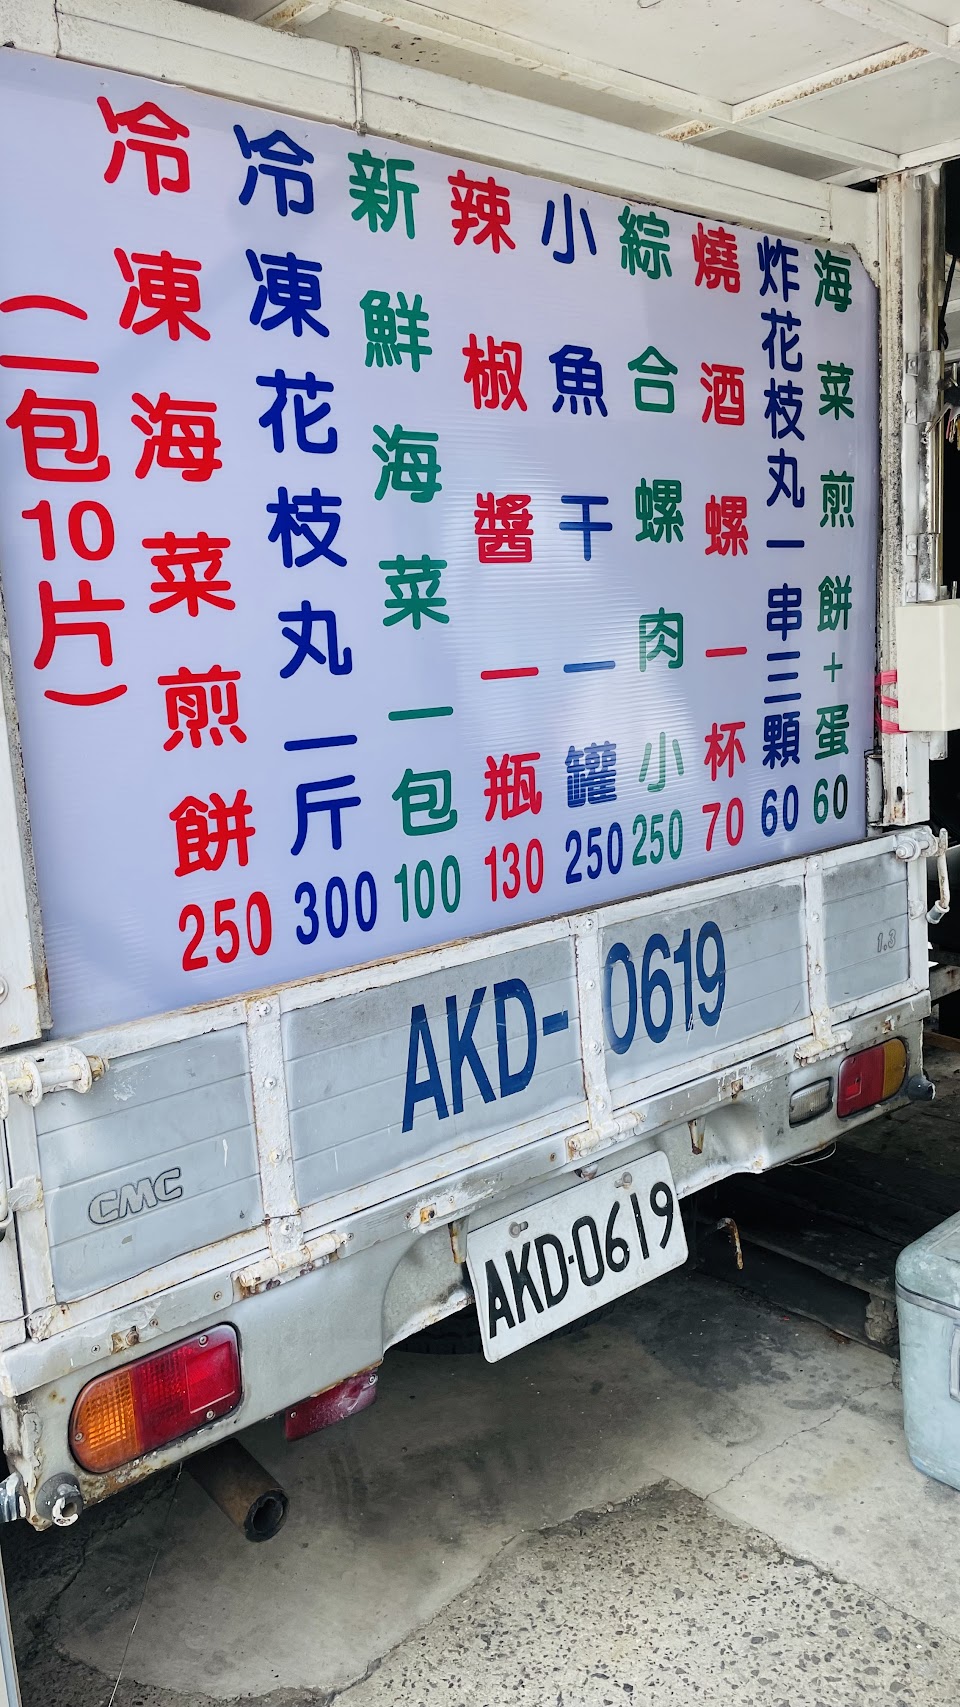 海菜煎餅+蛋60
炸花枝丸一串三顆60
燒酒螺一杯70
綜合螺肉小250
小魚干一罐250
辣椒醬一瓶130
新鮮海菜一包100
冷凍花枝丸一斤300
冷凍海菜煎餅250
(一包10片)
AKD-0619
1.3
CMC
AKD-0619